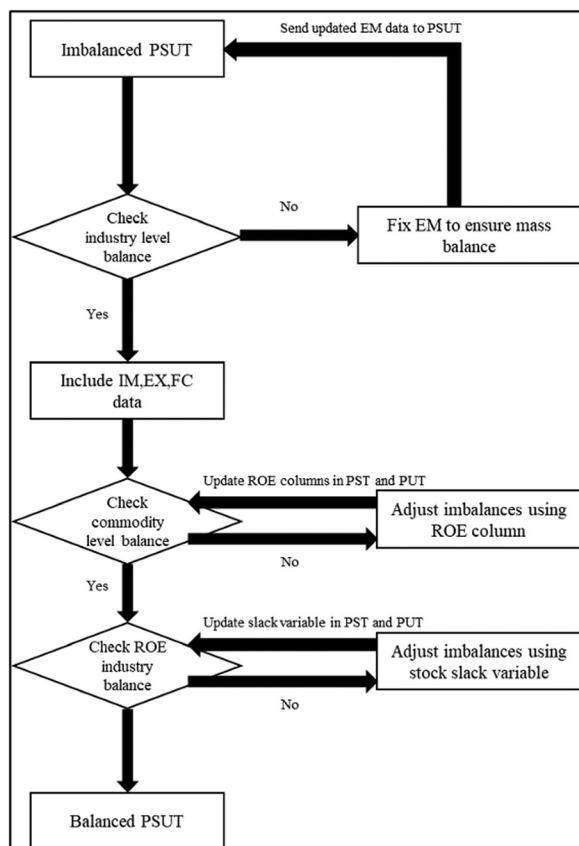 Send updated EM data to PSUT
Imbalanced PSUT
Check
industry level
balance
No
Fix EM to ensure mass
balance
Yes
Include IM,EX,FC
data
Update ROE columns in PST and PUT
Check
commodity
level balance
Adjust imbalances using
ROE column
No
Yes
Update slack variable in PST and PUT
Check ROE
industry
balance
Adjust imbalances using
stock slack variable
No
Balanced PSUT